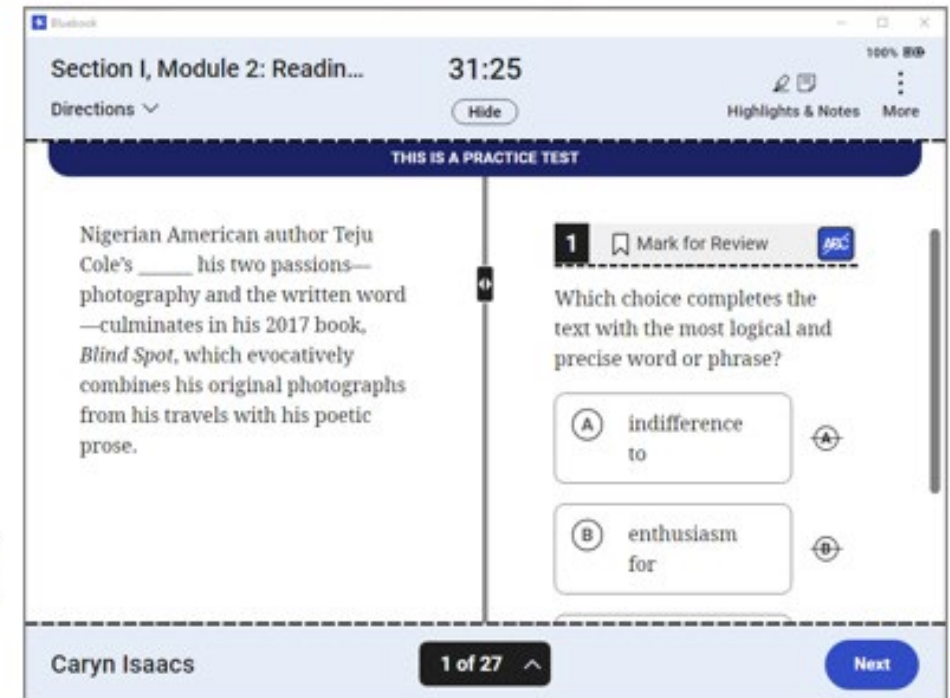 Bluebook
Section I, Module 2: Readin...
31:25
100%
Directions
Hide
Highlights & Notes
More
THIS IS A PRACTICE TEST
Nigerian American author Teju
Cole's _____ his two passions—
photography and the written word
—culminates in his 2017 book,
Blind Spot, which evocatively
combines his original photographs
from his travels with his poetic
prose.
1
Mark for Review
ABC
Which choice completes the
text with the most logical and
precise word or phrase?
A
indifference
to
A
B
enthusiasm
for
B
Caryn Isaacs
1 of 27
Next